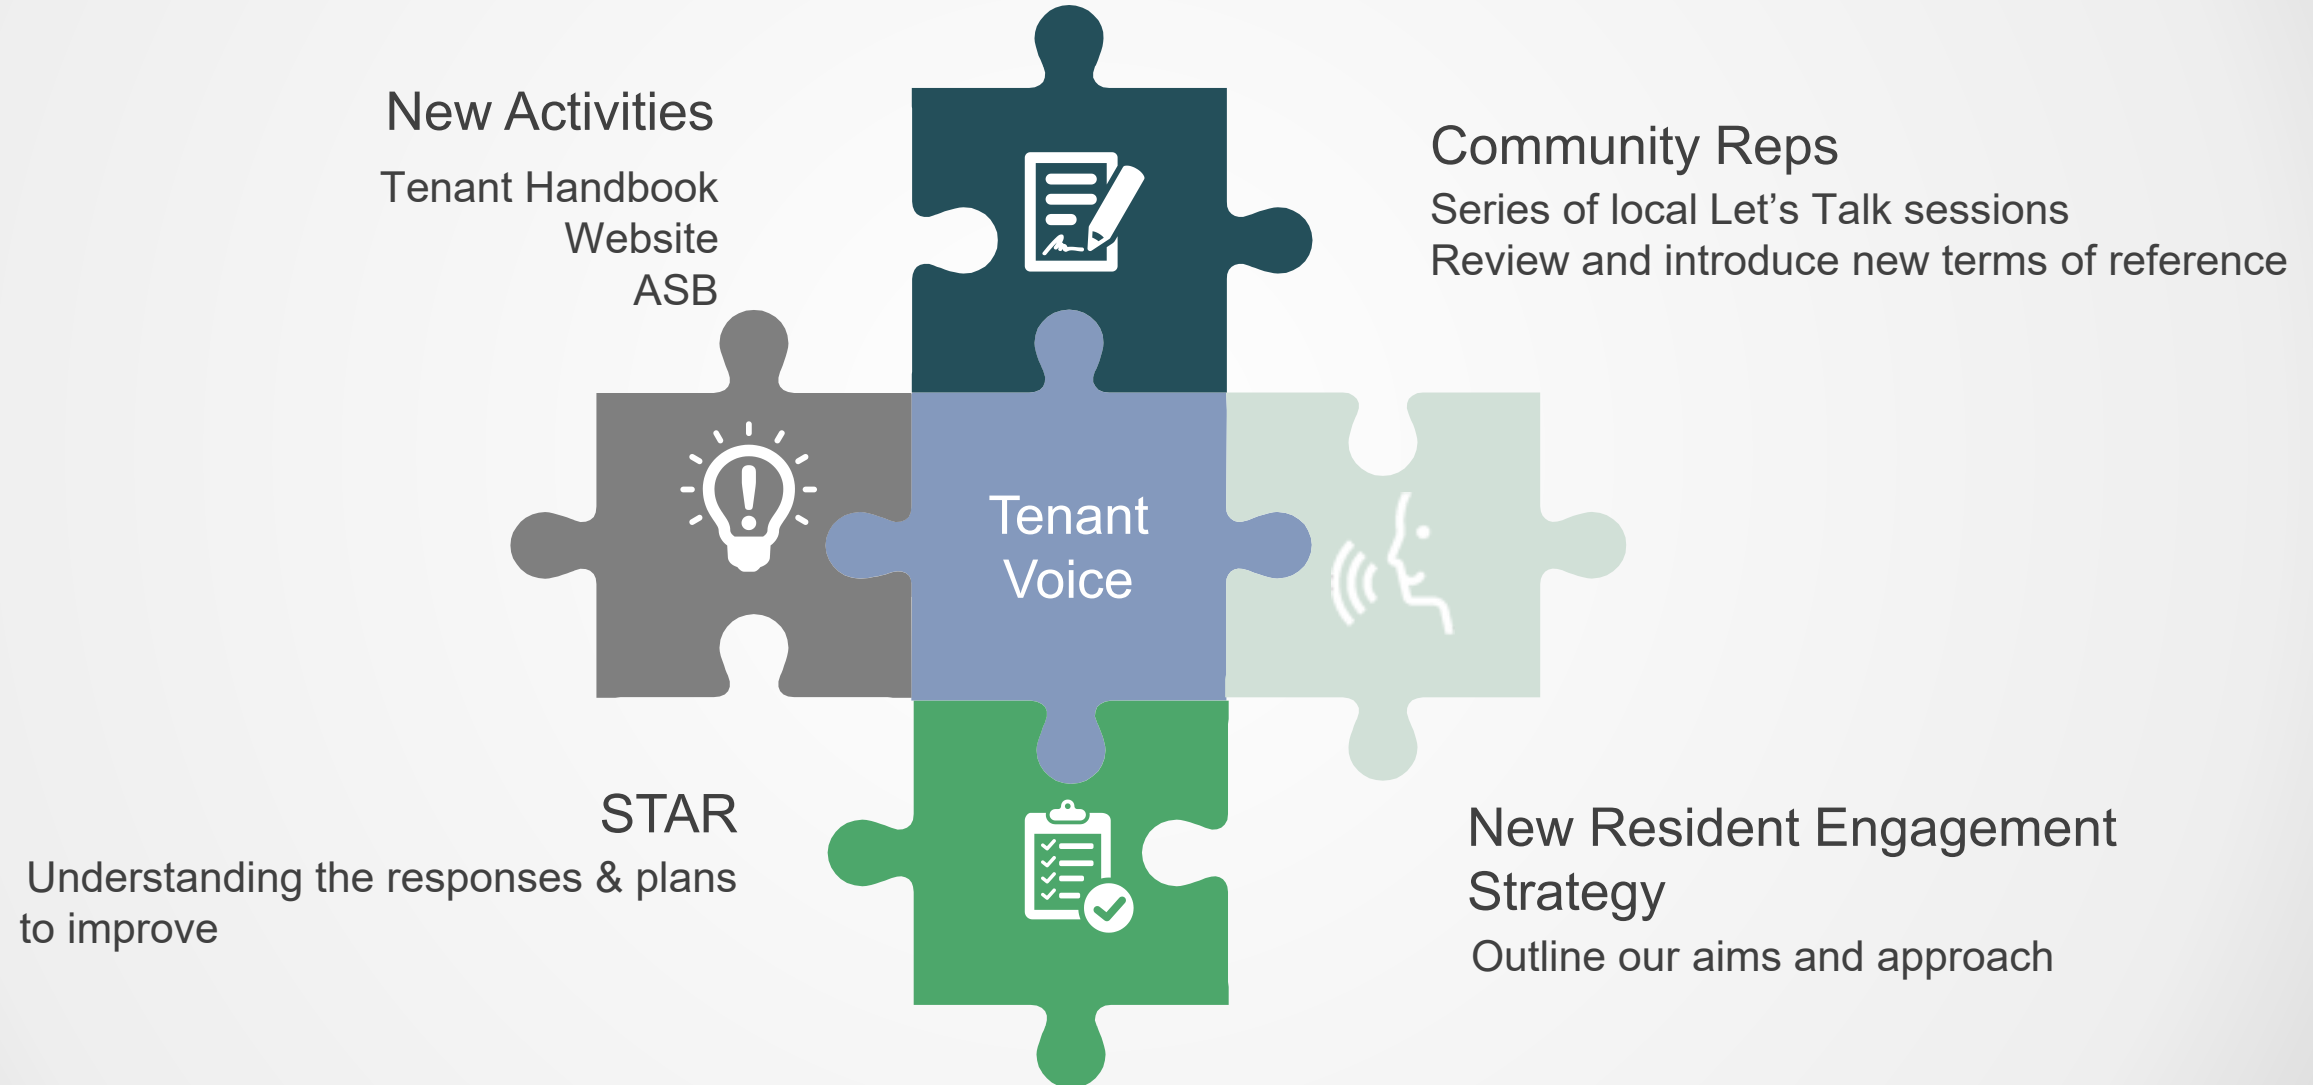 New Activities
Tenant Handbook
Website
ASB
Community Reps
Series of local Let’s Talk sessions
Review and introduce new terms of reference
Tenant
Voice
STAR
Understanding the responses & plans
to improve
New Resident Engagement
Strategy
Outline our aims and approach